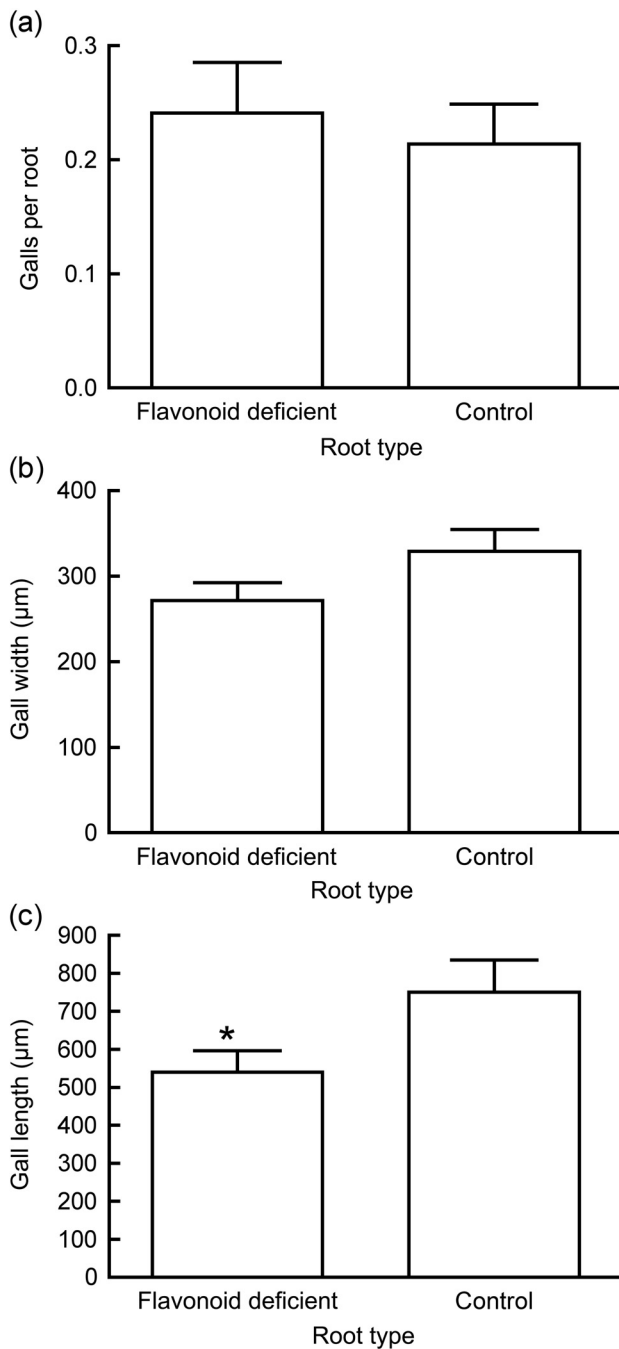 (a)
Galls per root
0.3
0.2
0.1
0.0
Flavonoid deficient Control
Root type
(b)
Gall width (µm)
400
300
200
100
0
Flavonoid deficient Control
Root type
(c)
Gall length (µm)
900
800
700
600
500
400
300
200
100
0
*
Flavonoid deficient Control
Root type